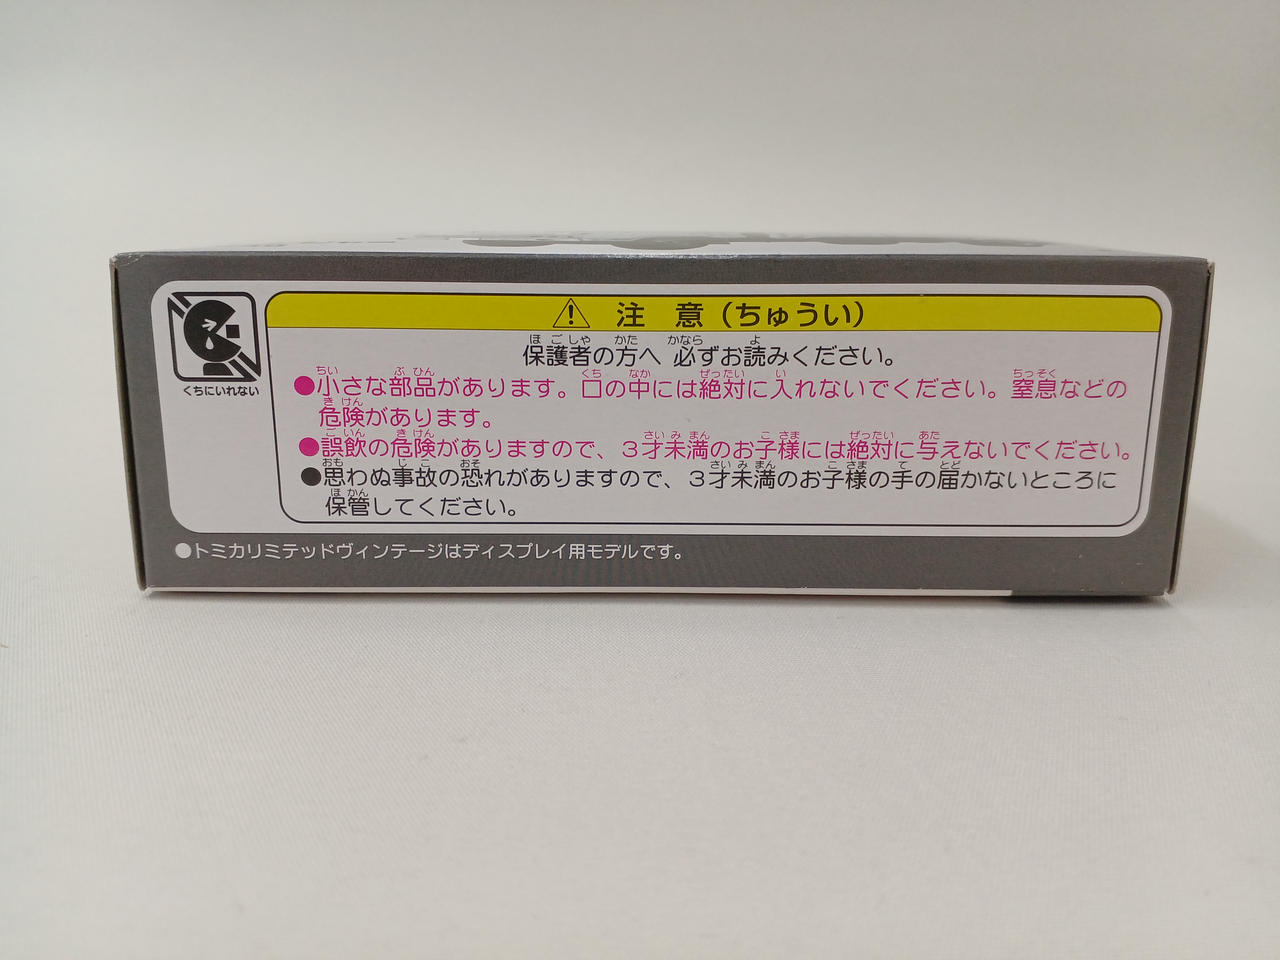 くちにいれない
注 意（ちゅうい）
保護者の方へ 必ずお読みください。
●小さな部品があります。口の中には絶対に入れないでください。窒息などの
危険があります。
●誤飲の危険がありますので、３才未満のお子様には絶対に与えないでください。
●思わぬ事故の恐れがありますので、３才未満のお子様の手の届かないところに
保管してください。
●トミカリミテッドヴィンテージはディスプレイ用モデルです。